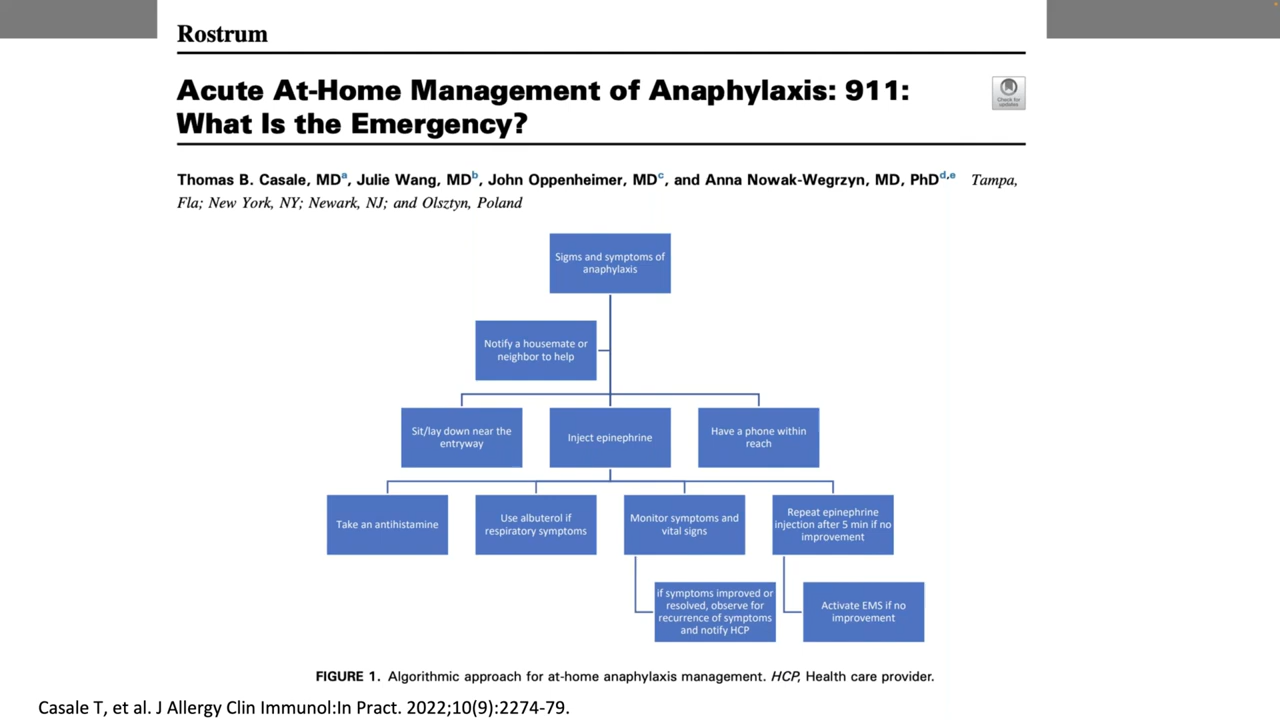 Rostrum
Acute At-Home Management of Anaphylaxis: 911:
What Is the Emergency?
Check for
updates
Thomas B. Casale, MDa, Julie Wang, MDb, John Oppenheimer, MDc, and Anna Nowak-Wegrzyn, MD, PhDd,e Tampa,
Fla; New York, NY; Newark, NJ; and Olsztyn, Poland
Sigms and symptoms of
anaphylaxis
Notify a housemate or
neighbor to help
Sit/lay down near the
entryway
Inject epinephrine
Have a phone within
reach
Take an antihistamine
Use albuterol if
respiratory symptoms
Monitor symptoms and
vital signs
Repeat epinephrine
injection after 5 min if no
improvement
if symptoms improved or
resolved, observe for
recurrence of symptoms
and notify HCP
Activate EMS if no
improvement
FIGURE 1. Algorithmic approach for at-home anaphylaxis management. HCP, Health care provider.
Casale T, et al. J Allergy Clin Immunol:In Pract. 2022;10(9):2274-79.